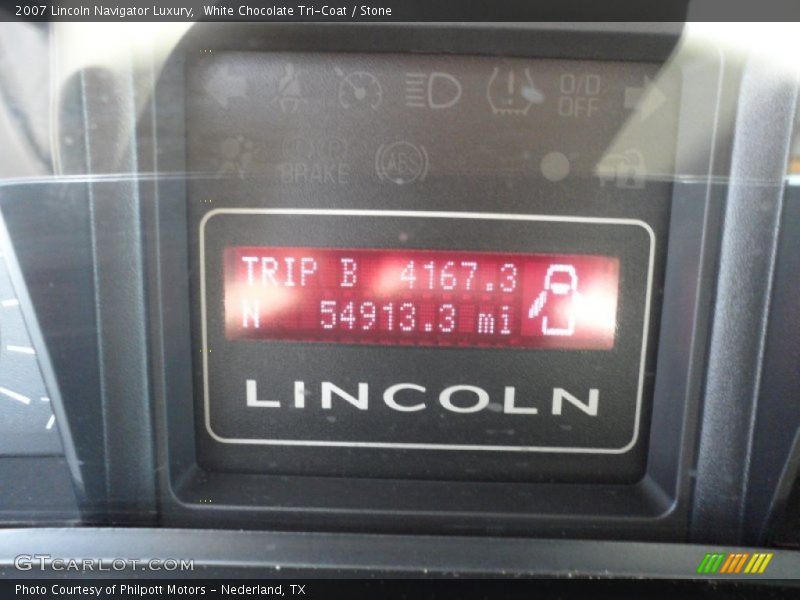 2007 Lincoln Navigator Luxury,  White Chocolate Tri-Coat / Stone
O/D
OFF
BRAKE
ABS
TRIP B 4167.3
N 54913.3 mi
LINCOLN
GTCARLOT.COM
Photo Courtesy of Philpott Motors - Nederland, TX